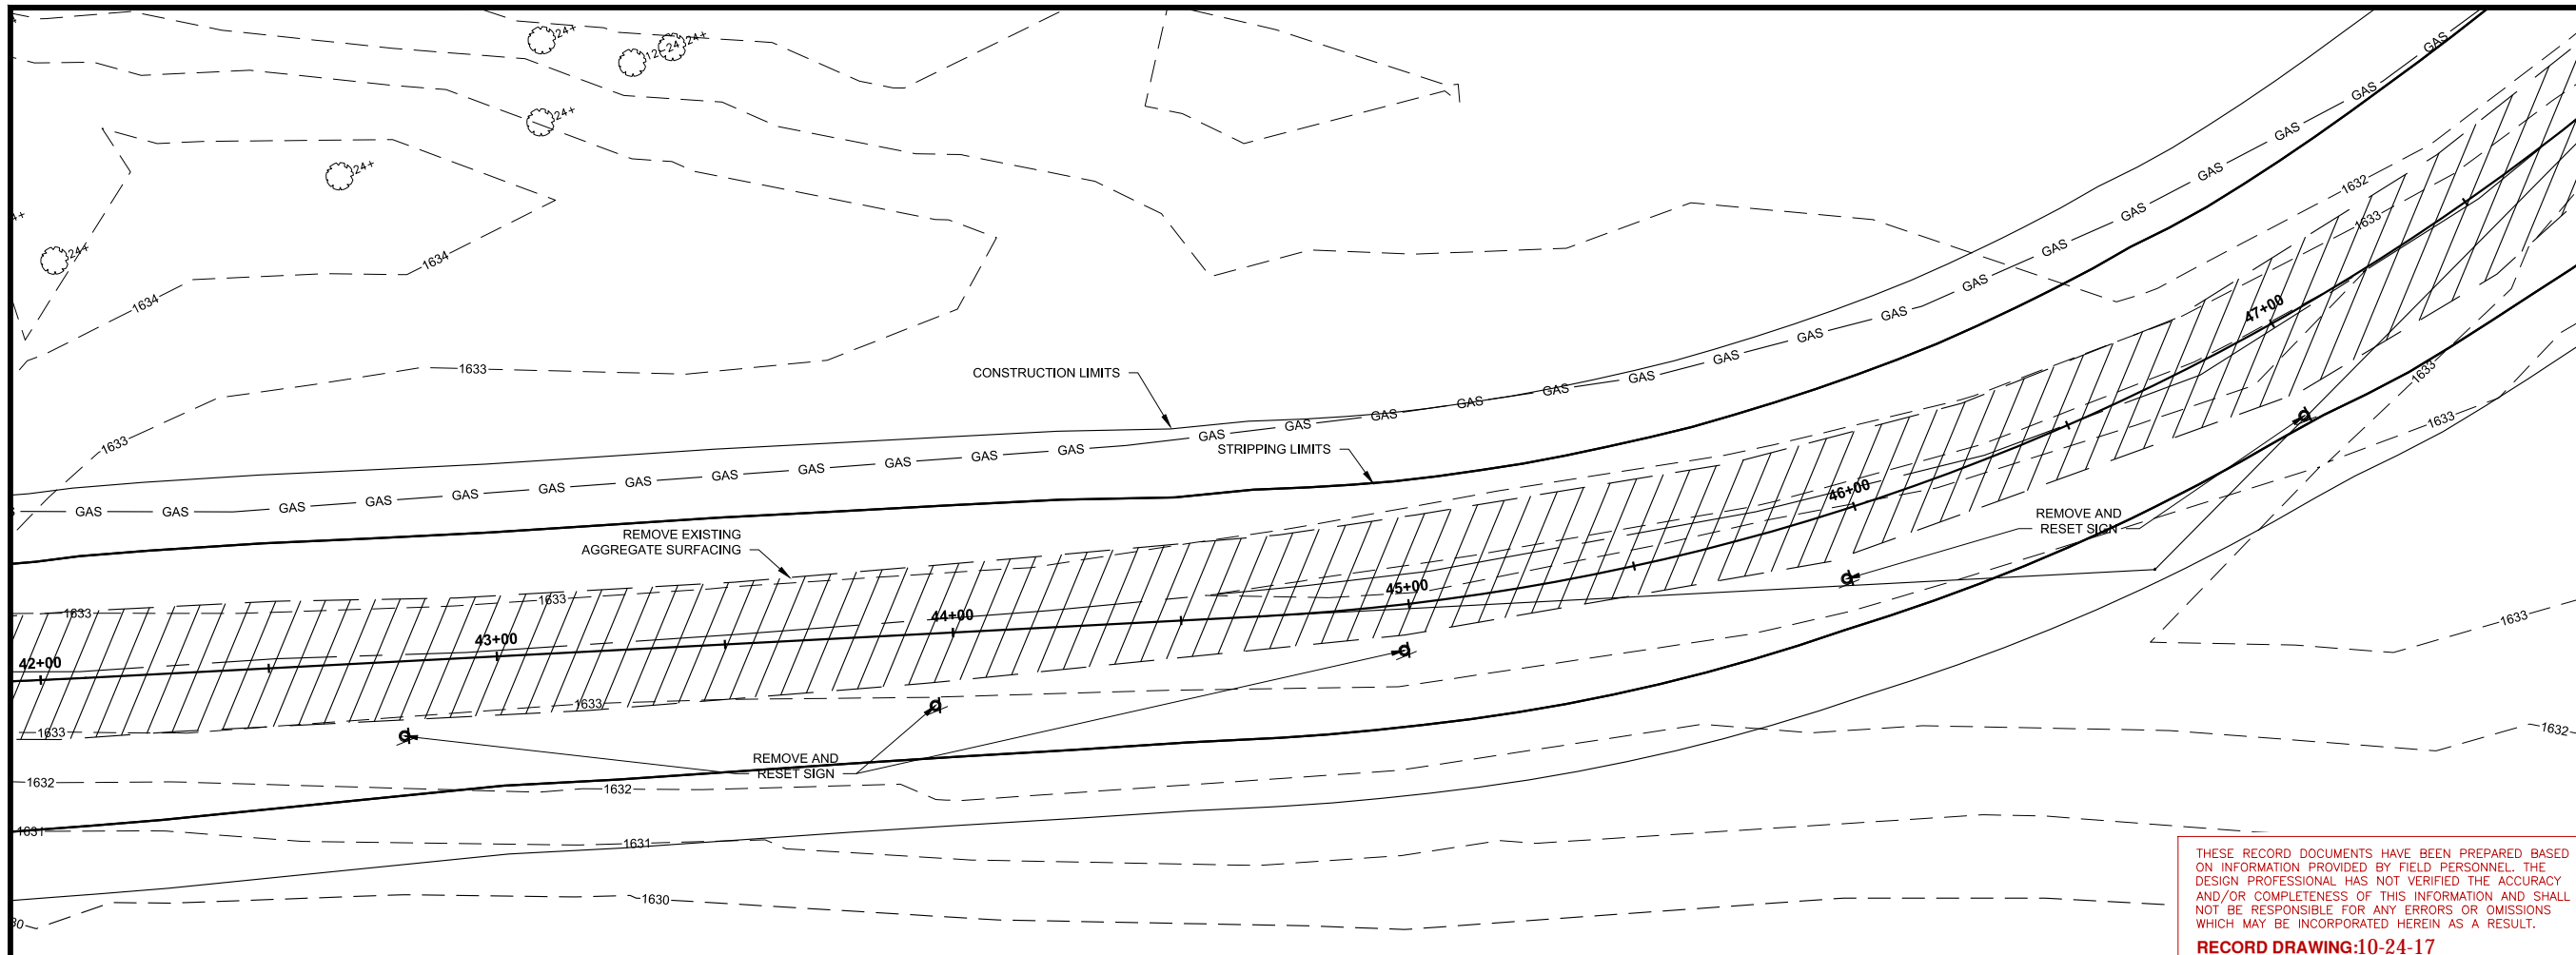 24+
12-24
24+
24+
24+
24+
4+
1634
1634
1633
1633
1632
1633
CONSTRUCTION LIMITS
STRIPPING LIMITS
GAS GAS GAS GAS GAS GAS GAS GAS GAS GAS GAS GAS GAS GAS GAS GAS GAS GAS GAS GAS GAS GAS GAS GAS GAS GAS GAS GAS GAS GAS
REMOVE EXISTING
AGGREGATE SURFACING
42+00
43+00
44+00
45+00
46+00
47+00
1633
1633
1633
1633
1633
1633
1633
REMOVE AND
RESET SIGN
REMOVE AND
RESET SIGN
1632
1632
1632
1631
1631
1630
30
THESE RECORD DOCUMENTS HAVE BEEN PREPARED BASED
ON INFORMATION PROVIDED BY FIELD PERSONNEL. THE
DESIGN PROFESSIONAL HAS NOT VERIFIED THE ACCURACY
AND/OR COMPLETENESS OF THIS INFORMATION AND SHALL
NOT BE RESPONSIBLE FOR ANY ERRORS OR OMISSIONS
WHICH MAY BE INCORPORATED HEREIN AS A RESULT.
RECORD DRAWING:10-24-17